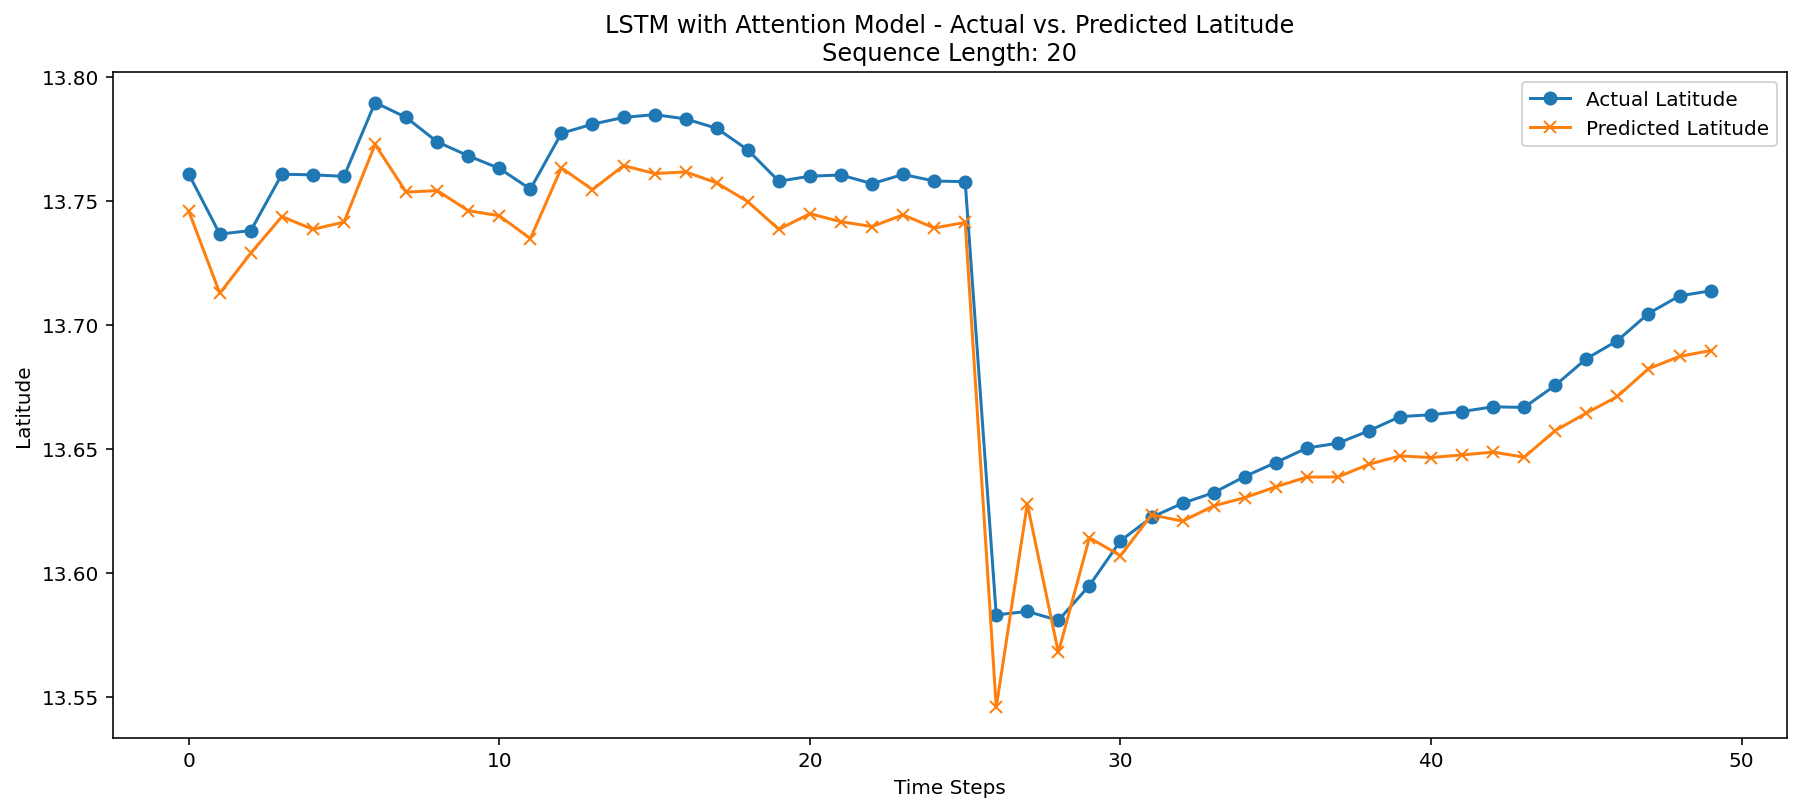 LSTM with Attention Model - Actual vs. Predicted Latitude
Sequence Length: 20
Actual Latitude
Predicted Latitude
13.80
13.75
13.70
13.65
13.60
13.55
Latitude
0
10
20
30
40
50
Time Steps